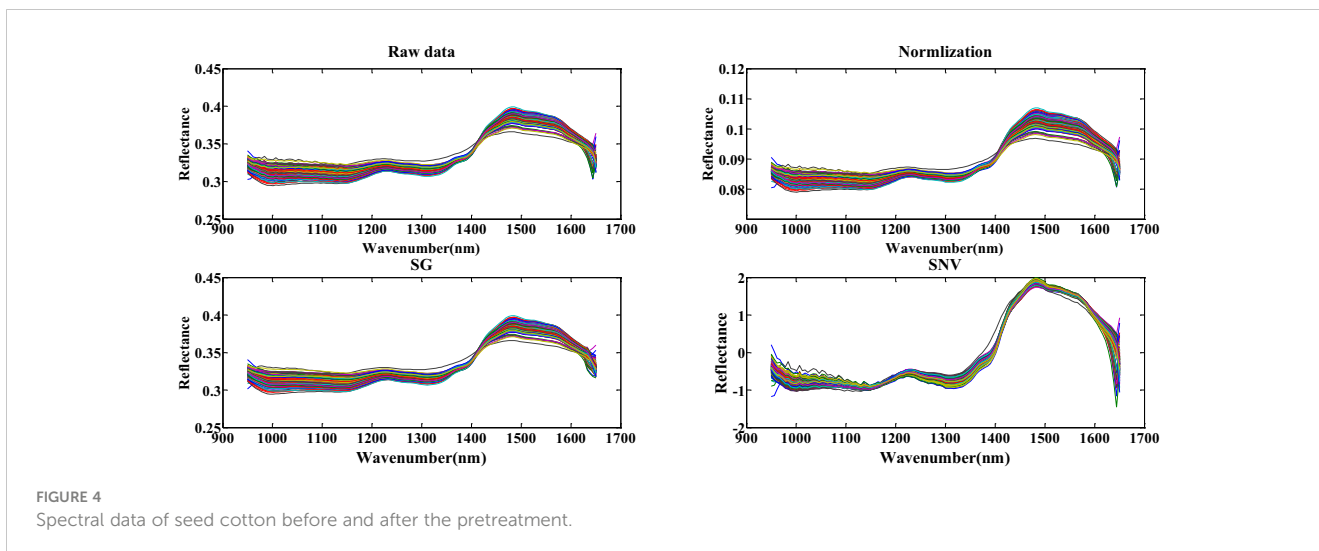 Raw data
0.45
0.4
0.35
0.3
0.25
Reflectance
900 1000 1100 1200 1300 1400 1500 1600 1700
Wavenumber(nm)
Normlization
0.12
0.11
0.1
0.09
0.08
Reflectance
900 1000 1100 1200 1300 1400 1500 1600 1700
Wavenumber(nm)
SG
0.45
0.4
0.35
0.3
0.25
Reflectance
900 1000 1100 1200 1300 1400 1500 1600 1700
Wavenumber(nm)
SNV
2
1
0
-1
-2
Reflectance
900 1000 1100 1200 1300 1400 1500 1600 1700
Wavenumber(nm)
FIGURE 4
Spectral data of seed cotton before and after the pretreatment.